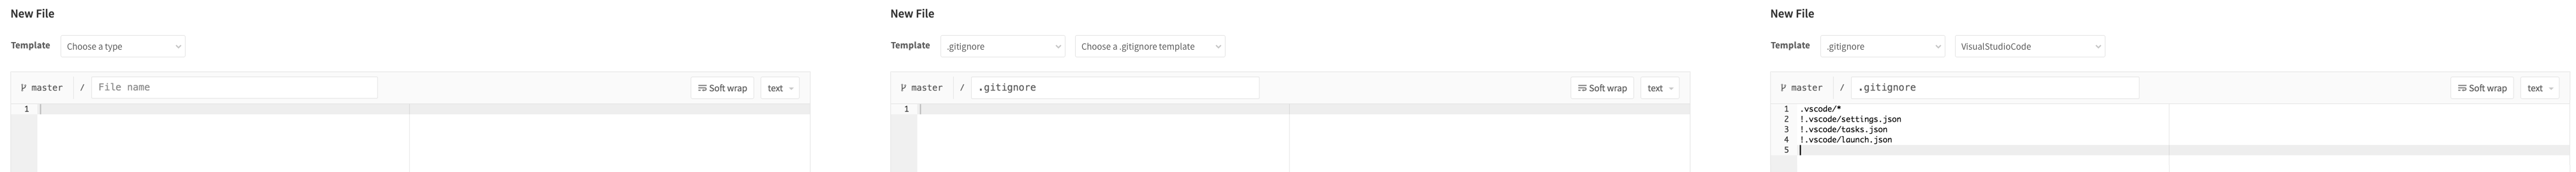 New File
Template Choose a type
master / File name Soft wrap text
1
New File
Template .gitignore Choose a .gitignore template
master / .gitignore Soft wrap text
1
New File
Template .gitignore VisualStudioCode
master / .gitignore Soft wrap text
1 .vscode/*
2 !.vscode/settings.json
3 !.vscode/tasks.json
4 !.vscode/launch.json
5